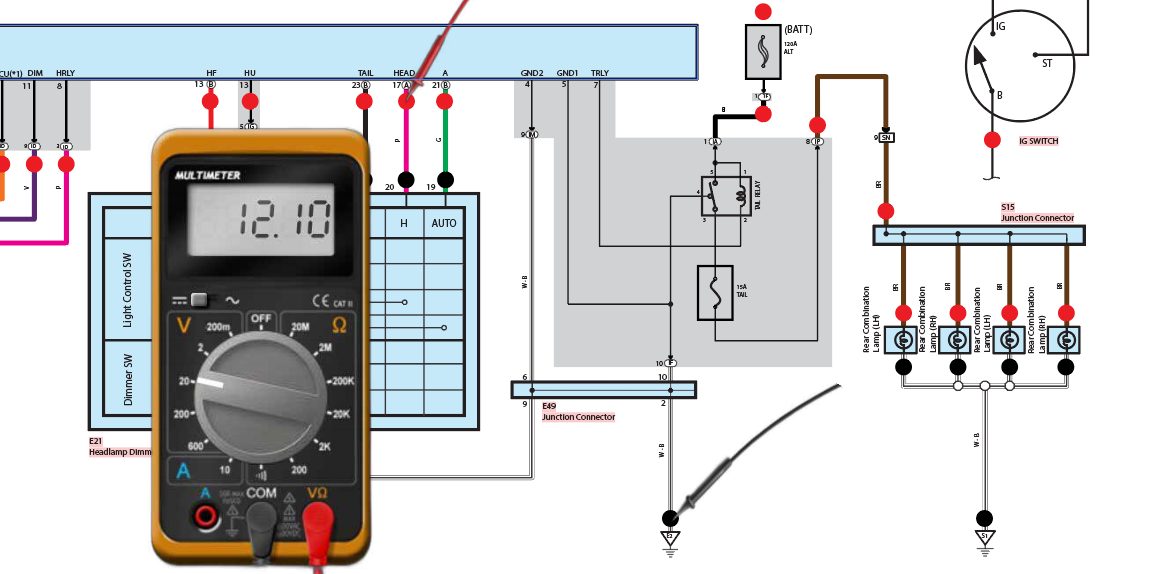 CU(*1) DIM HRLY HF HU TAIL HEAD A GND2 GND1 TRLY
11 8 13 B 13 23 B 17 A 21 B 4 5 7
5 IG
9 ID 2 ID
V P
P G
20 19
H AUTO
Light Control SW
Dimmer SW
E21
Headlamp Dimm
MULTIMETER
12.10
CE CAT II
V 200m OFF 20M Ω
2 2M
20 200K
200 20K
600 2K
A 10 200
A COM VΩ
(BATT)
120A
ALT
B
1 IA
8 IP
9
5 1
4
3 2
TAIL RELAY
15A
TAIL
10
W - B
6 10
9 2
E49
Junction Connector
W - B
E2
IG
ST
B
IG SWITCH
9 SN
BR
S15
Junction Connector
BR BR BR BR
Rear Combination
Lamp (LH)
Rear Combination
Lamp (RH)
Rear Combination
Lamp (LH)
Rear Combination
Lamp (RH)
W - B
S1